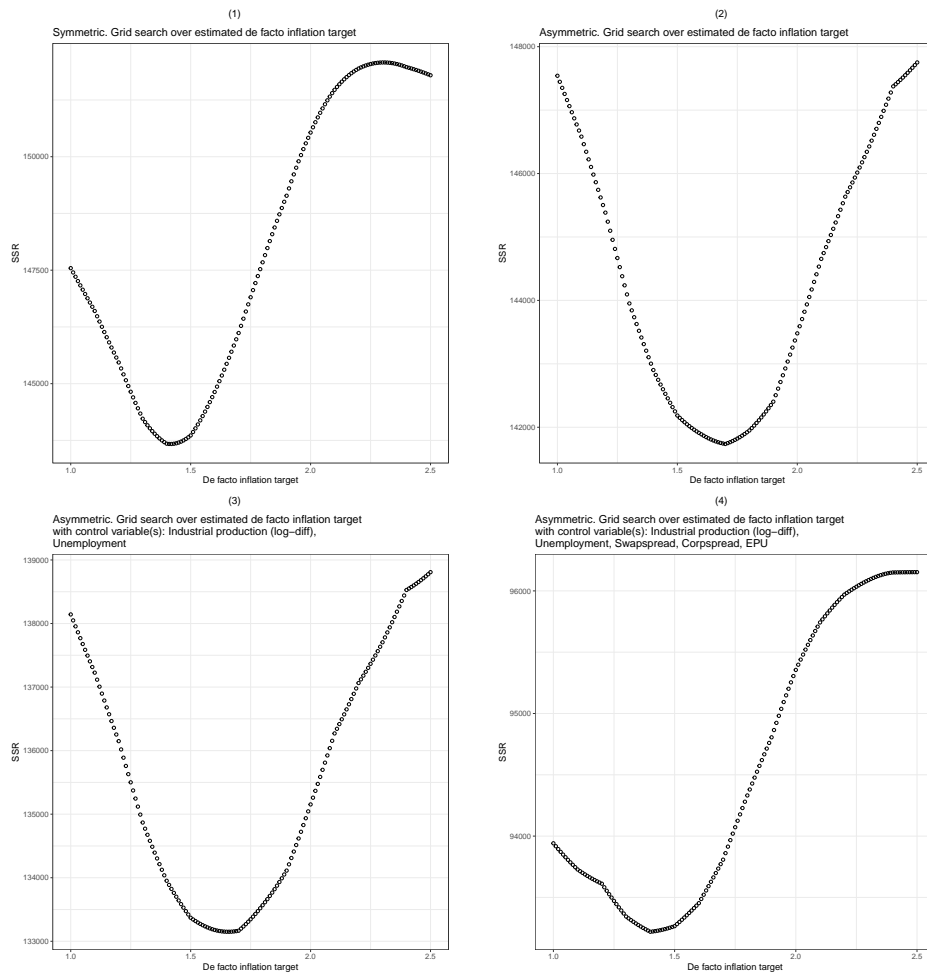 (1)
Symmetric. Grid search over estimated de facto inflation target
150000
147500
145000
SSR
1.0
1.5
2.0
2.5
De facto inflation target
(2)
Asymmetric. Grid search over estimated de facto inflation target
148000
146000
144000
142000
SSR
1.0
1.5
2.0
2.5
De facto inflation target
(3)
Asymmetric. Grid search over estimated de facto inflation target
with control variable(s): Industrial production (log−diff),
Unemployment
139000
138000
137000
136000
135000
134000
133000
SSR
1.0
1.5
2.0
2.5
De facto inflation target
(4)
Asymmetric. Grid search over estimated de facto inflation target
with control variable(s): Industrial production (log−diff),
Unemployment, Swapspread, Corpspread, EPU
96000
95000
94000
SSR
1.0
1.5
2.0
2.5
De facto inflation target